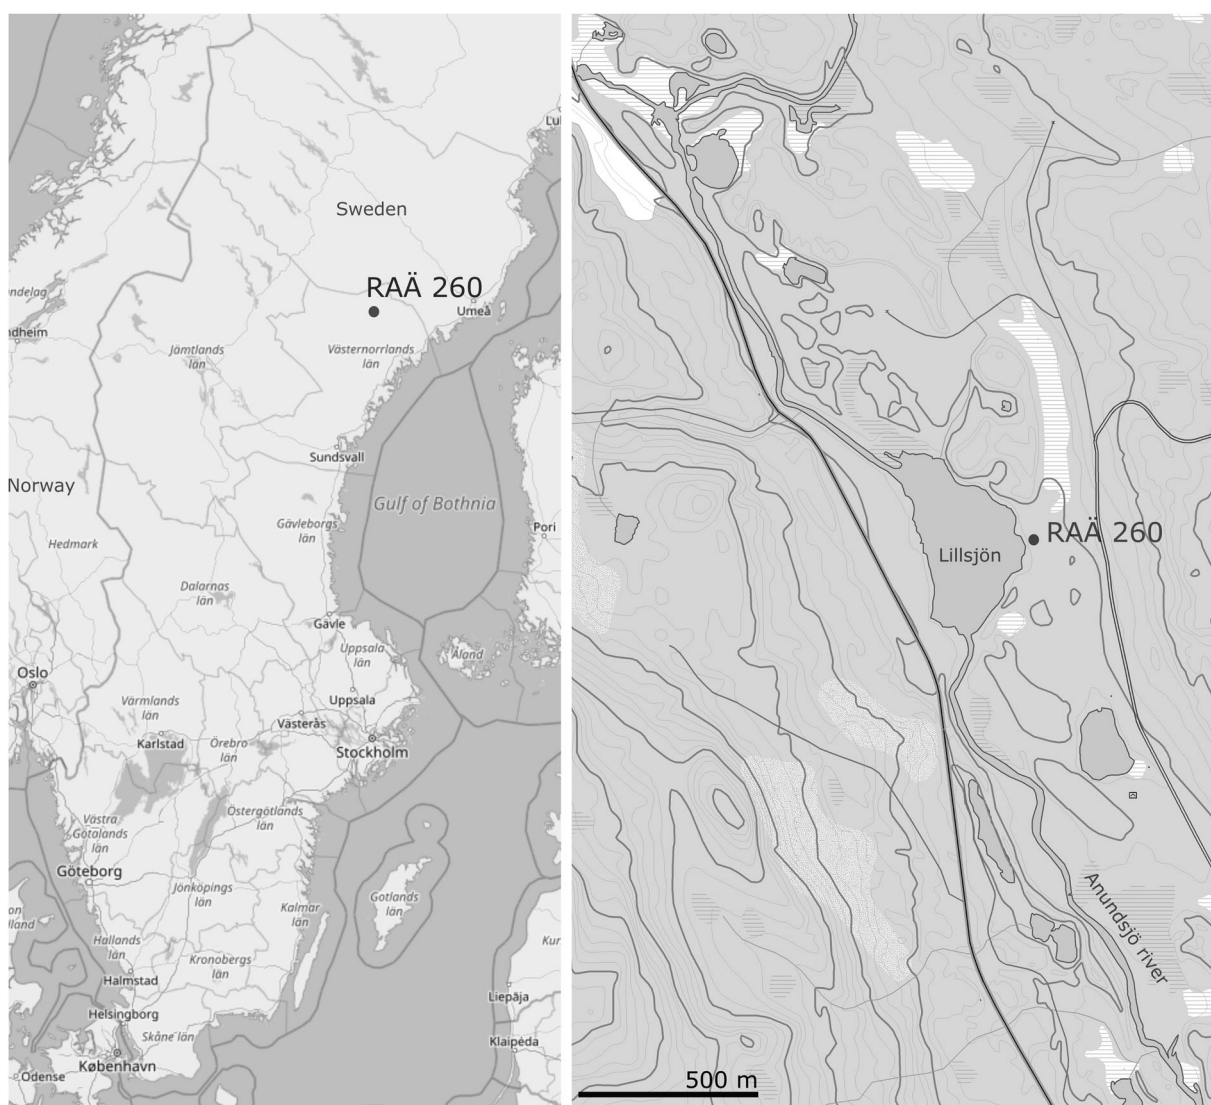 Lul
Sweden
RAÄ 260
Umeå
ndelag
ndheim
Jämtlands
län
Västernorrlands
län
Sundsvall
Norway
Gulf of Bothnia
Gävleborgs
län
Pori
Hedmark
Dalarnas
län
Gävle
Uppsala
län
Åland
Oslo
Värmlands
län
Uppsala
Västerås
Karlstad
Örebro
län
Stockholm
Västra
Götalands
län
Östergötlands
län
Göteborg
Jönköpings
län
Kalmar
län
Gotlands
län
Hallands
län
Kronobergs
län
Kur
Halmstad
Liepāja
Helsingborg
Skåne län
Klaipėda
København
Odense
RAÄ 260
Lillsjön
Anundsjö river
500 m